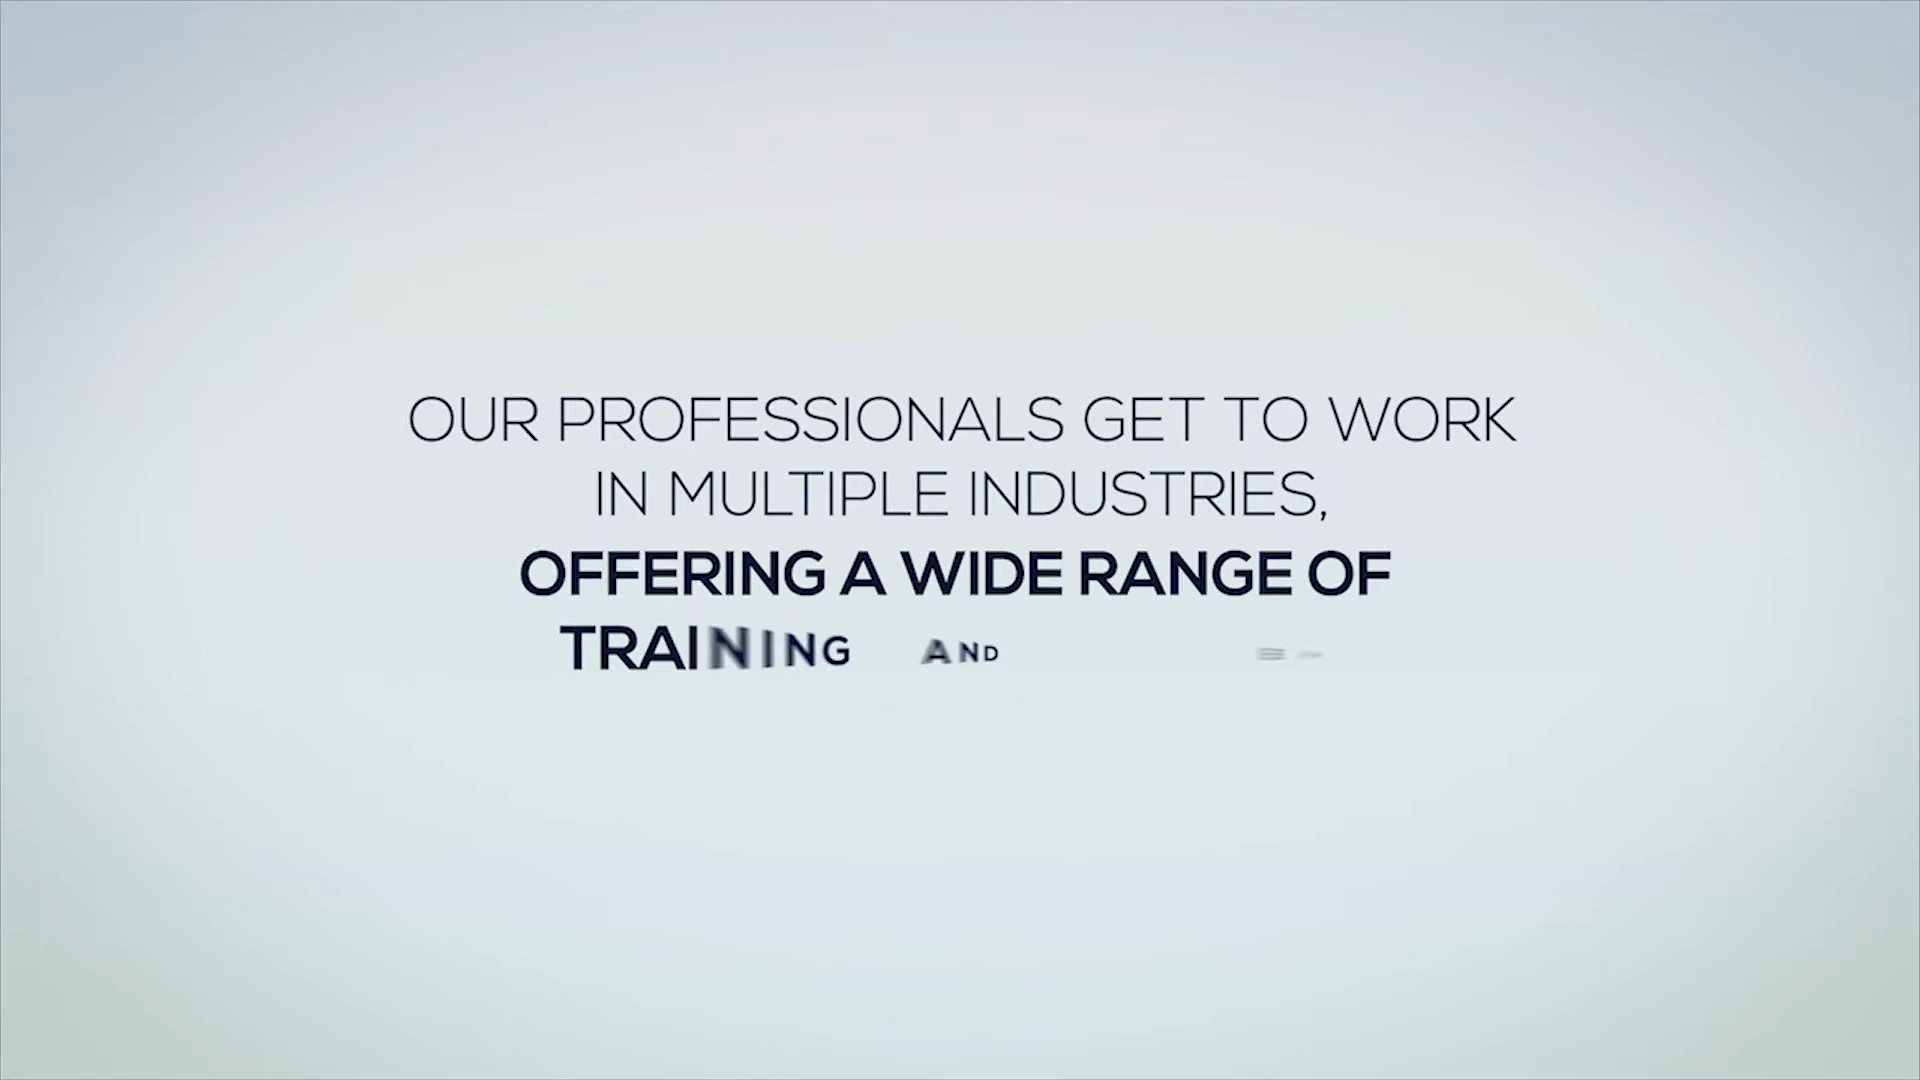 OUR PROFESSIONALS GET TO WORK
IN MULTIPLE INDUSTRIES,
OFFERING A WIDE RANGE OF
TRAINING AND